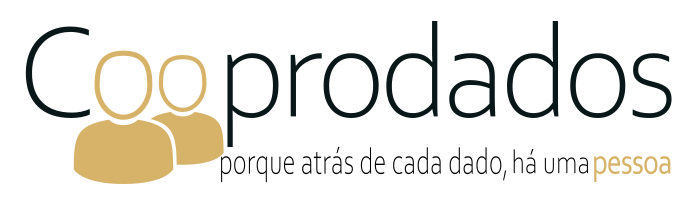 Cooprodados
porque atrás de cada dado, há uma pessoa